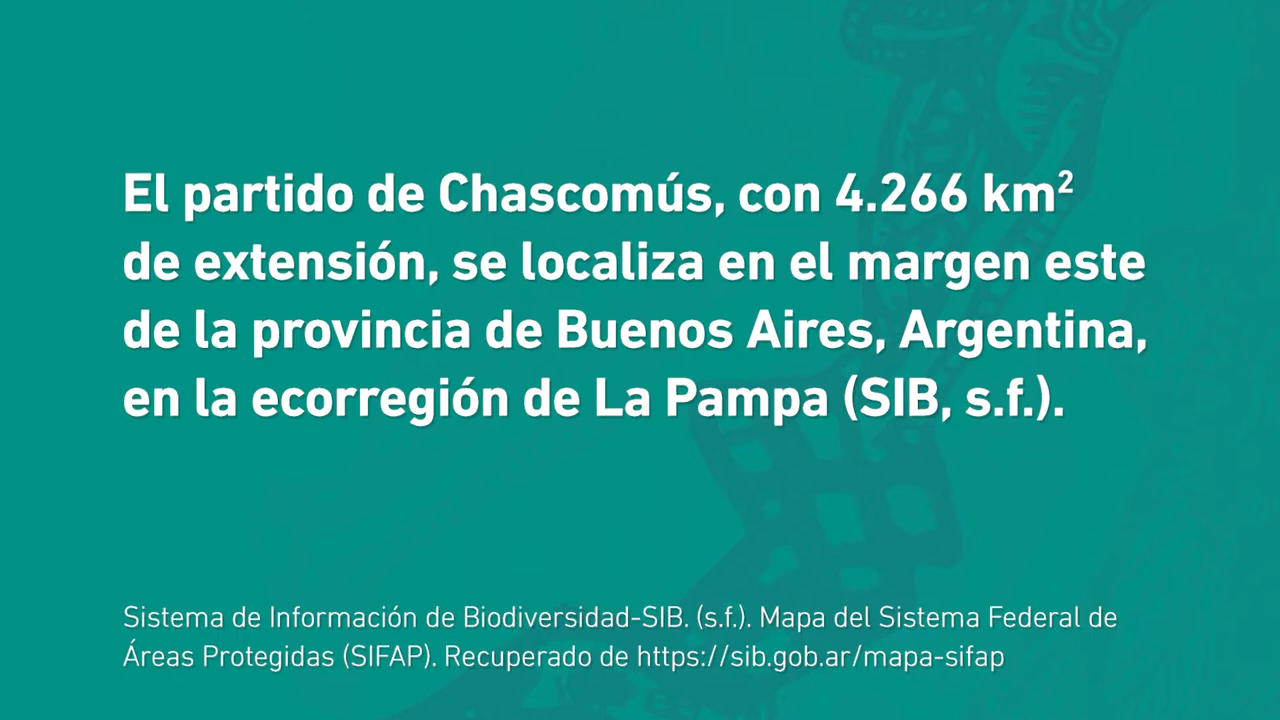 El partido de Chascomús, con 4.266 km²
de extensión, se localiza en el margen este
de la provincia de Buenos Aires, Argentina,
en la ecorregión de La Pampa (SIB, s.f.).
Sistema de Información de Biodiversidad-SIB. (s.f.). Mapa del Sistema Federal de
Áreas Protegidas (SIFAP). Recuperado de https://sib.gob.ar/mapa-sifap